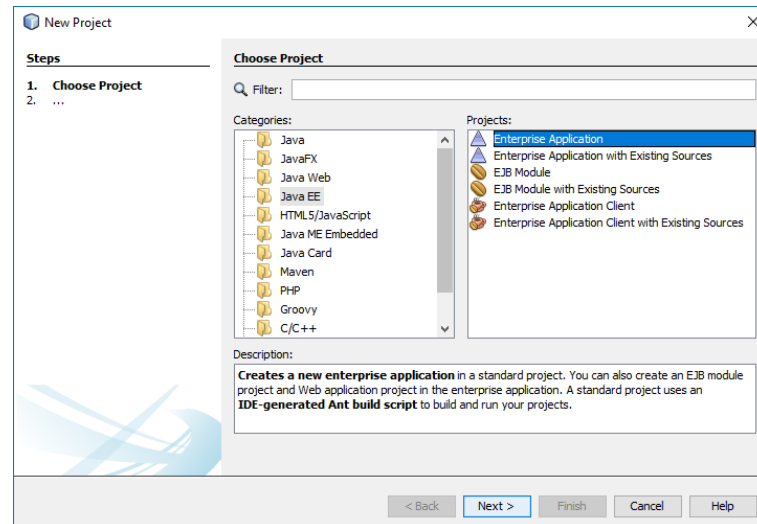 New Project
Steps
1. Choose Project
2. ...
Choose Project
Filter:
Categories:
Java
JavaFX
Java Web
Java EE
HTML5/JavaScript
Java ME Embedded
Java Card
Maven
PHP
Groovy
C/C++
Projects:
Enterprise Application
Enterprise Application with Existing Sources
EJB Module
EJB Module with Existing Sources
Enterprise Application Client
Enterprise Application Client with Existing Sources
Description:
Creates a new enterprise application in a standard project. You can also create an EJB module
project and Web application project in the enterprise application. A standard project uses an
IDE-generated Ant build script to build and run your projects.
< Back
Next >
Finish
Cancel
Help